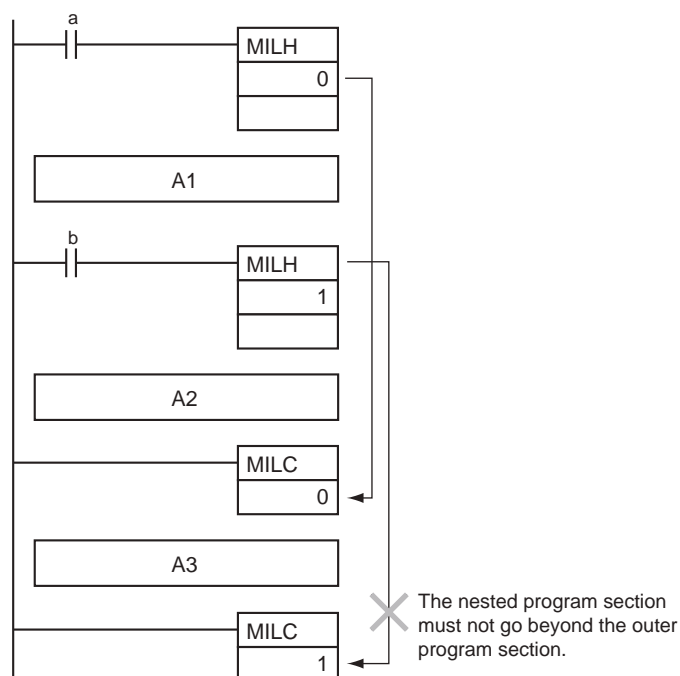 a
MILH
0
A1
b
MILH
1
A2
MILC
0
A3
The nested program section
must not go beyond the outer
program section.
MILC
1